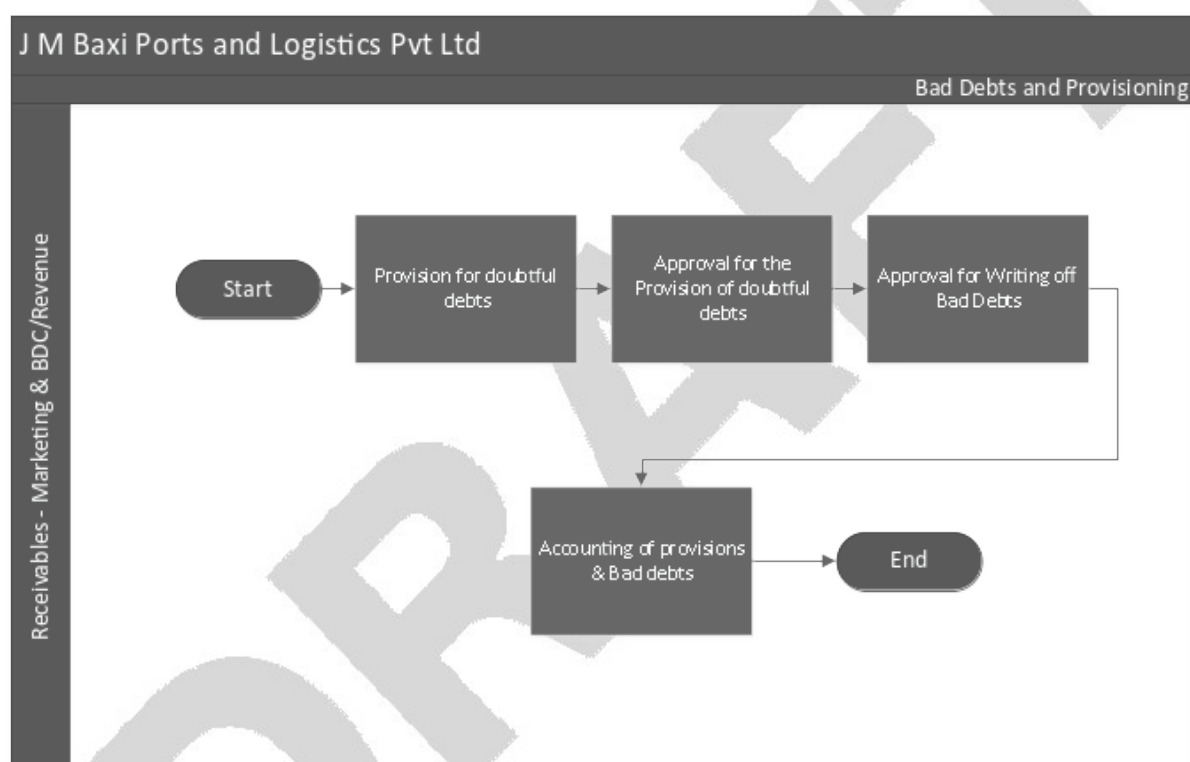 J M Baxi Ports and Logistics Pvt Ltd
Bad Debts and Provisioning
Receivables - Marketing & BDC/Revenue
Start
Provision for doubtful
debts
Approval for the
Provision of doubtful
debts
Approval for Writing off
Bad Debts
Accounting of provisions
& Bad debts
End
DRAFT